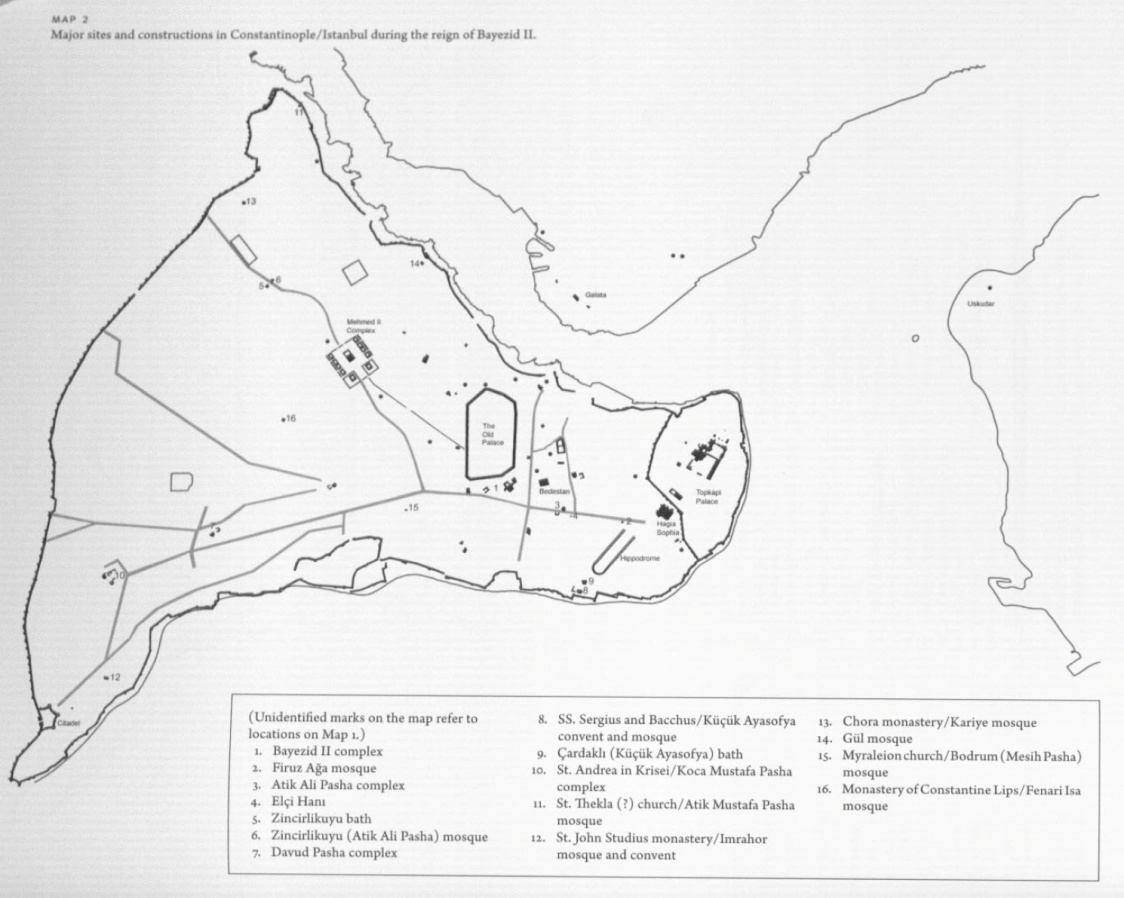 MAP 2
Major sites and constructions in Constantinople/Istanbul during the reign of Bayezid II.
11
13
14
5
6
Galata
Uskudar
Mehmed II
Complex
16
The
Old
Palace
1
Bedestan
Topkapi
Palace
15
3
4
2
Hagia
Sophia
7
Hippodrome
10
9
8
12
Citadel
(Unidentified marks on the map refer to
locations on Map 1.)
1. Bayezid II complex
2. Firuz Ağa mosque
3. Atik Ali Pasha complex
4. Elçi Hanı
5. Zincirlikuyu bath
6. Zincirlikuyu (Atik Ali Pasha) mosque
7. Davud Pasha complex
8. SS. Sergius and Bacchus/Küçük Ayasofya
convent and mosque
9. Çardaklı (Küçük Ayasofya) bath
10. St. Andrea in Krisei/Koca Mustafa Pasha
complex
11. St. Thekla (?) church/Atik Mustafa Pasha
mosque
12. St. John Studius monastery/Imrahor
mosque and convent
13. Chora monastery/Kariye mosque
14. Gül mosque
15. Myraleion church/Bodrum (Mesih Pasha)
mosque
16. Monastery of Constantine Lips/Fenari Isa
mosque